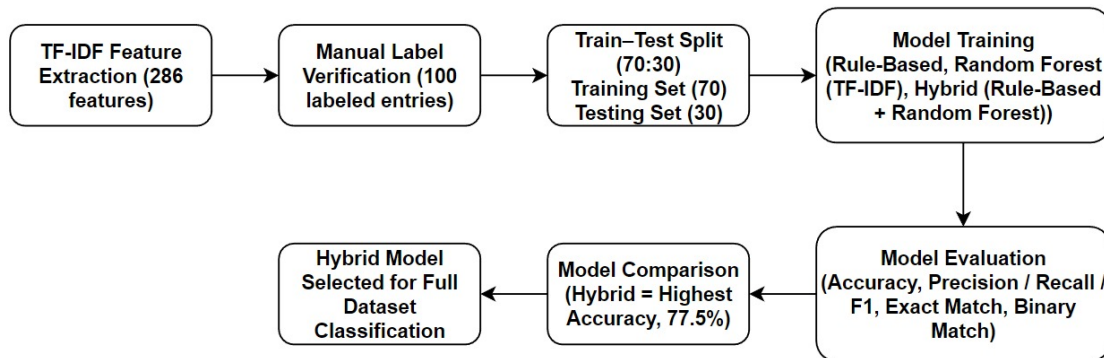 TF-IDF Feature
Extraction (286
features)
Manual Label
Verification (100
labeled entries)
Train–Test Split
(70:30)
Training Set (70)
Testing Set (30)
Model Training
(Rule-Based, Random Forest
(TF-IDF), Hybrid (Rule-Based
+ Random Forest))
Model Evaluation
(Accuracy, Precision / Recall /
F1, Exact Match, Binary
Match)
Model Comparison
(Hybrid = Highest
Accuracy, 77.5%)
Hybrid Model
Selected for Full
Dataset
Classification